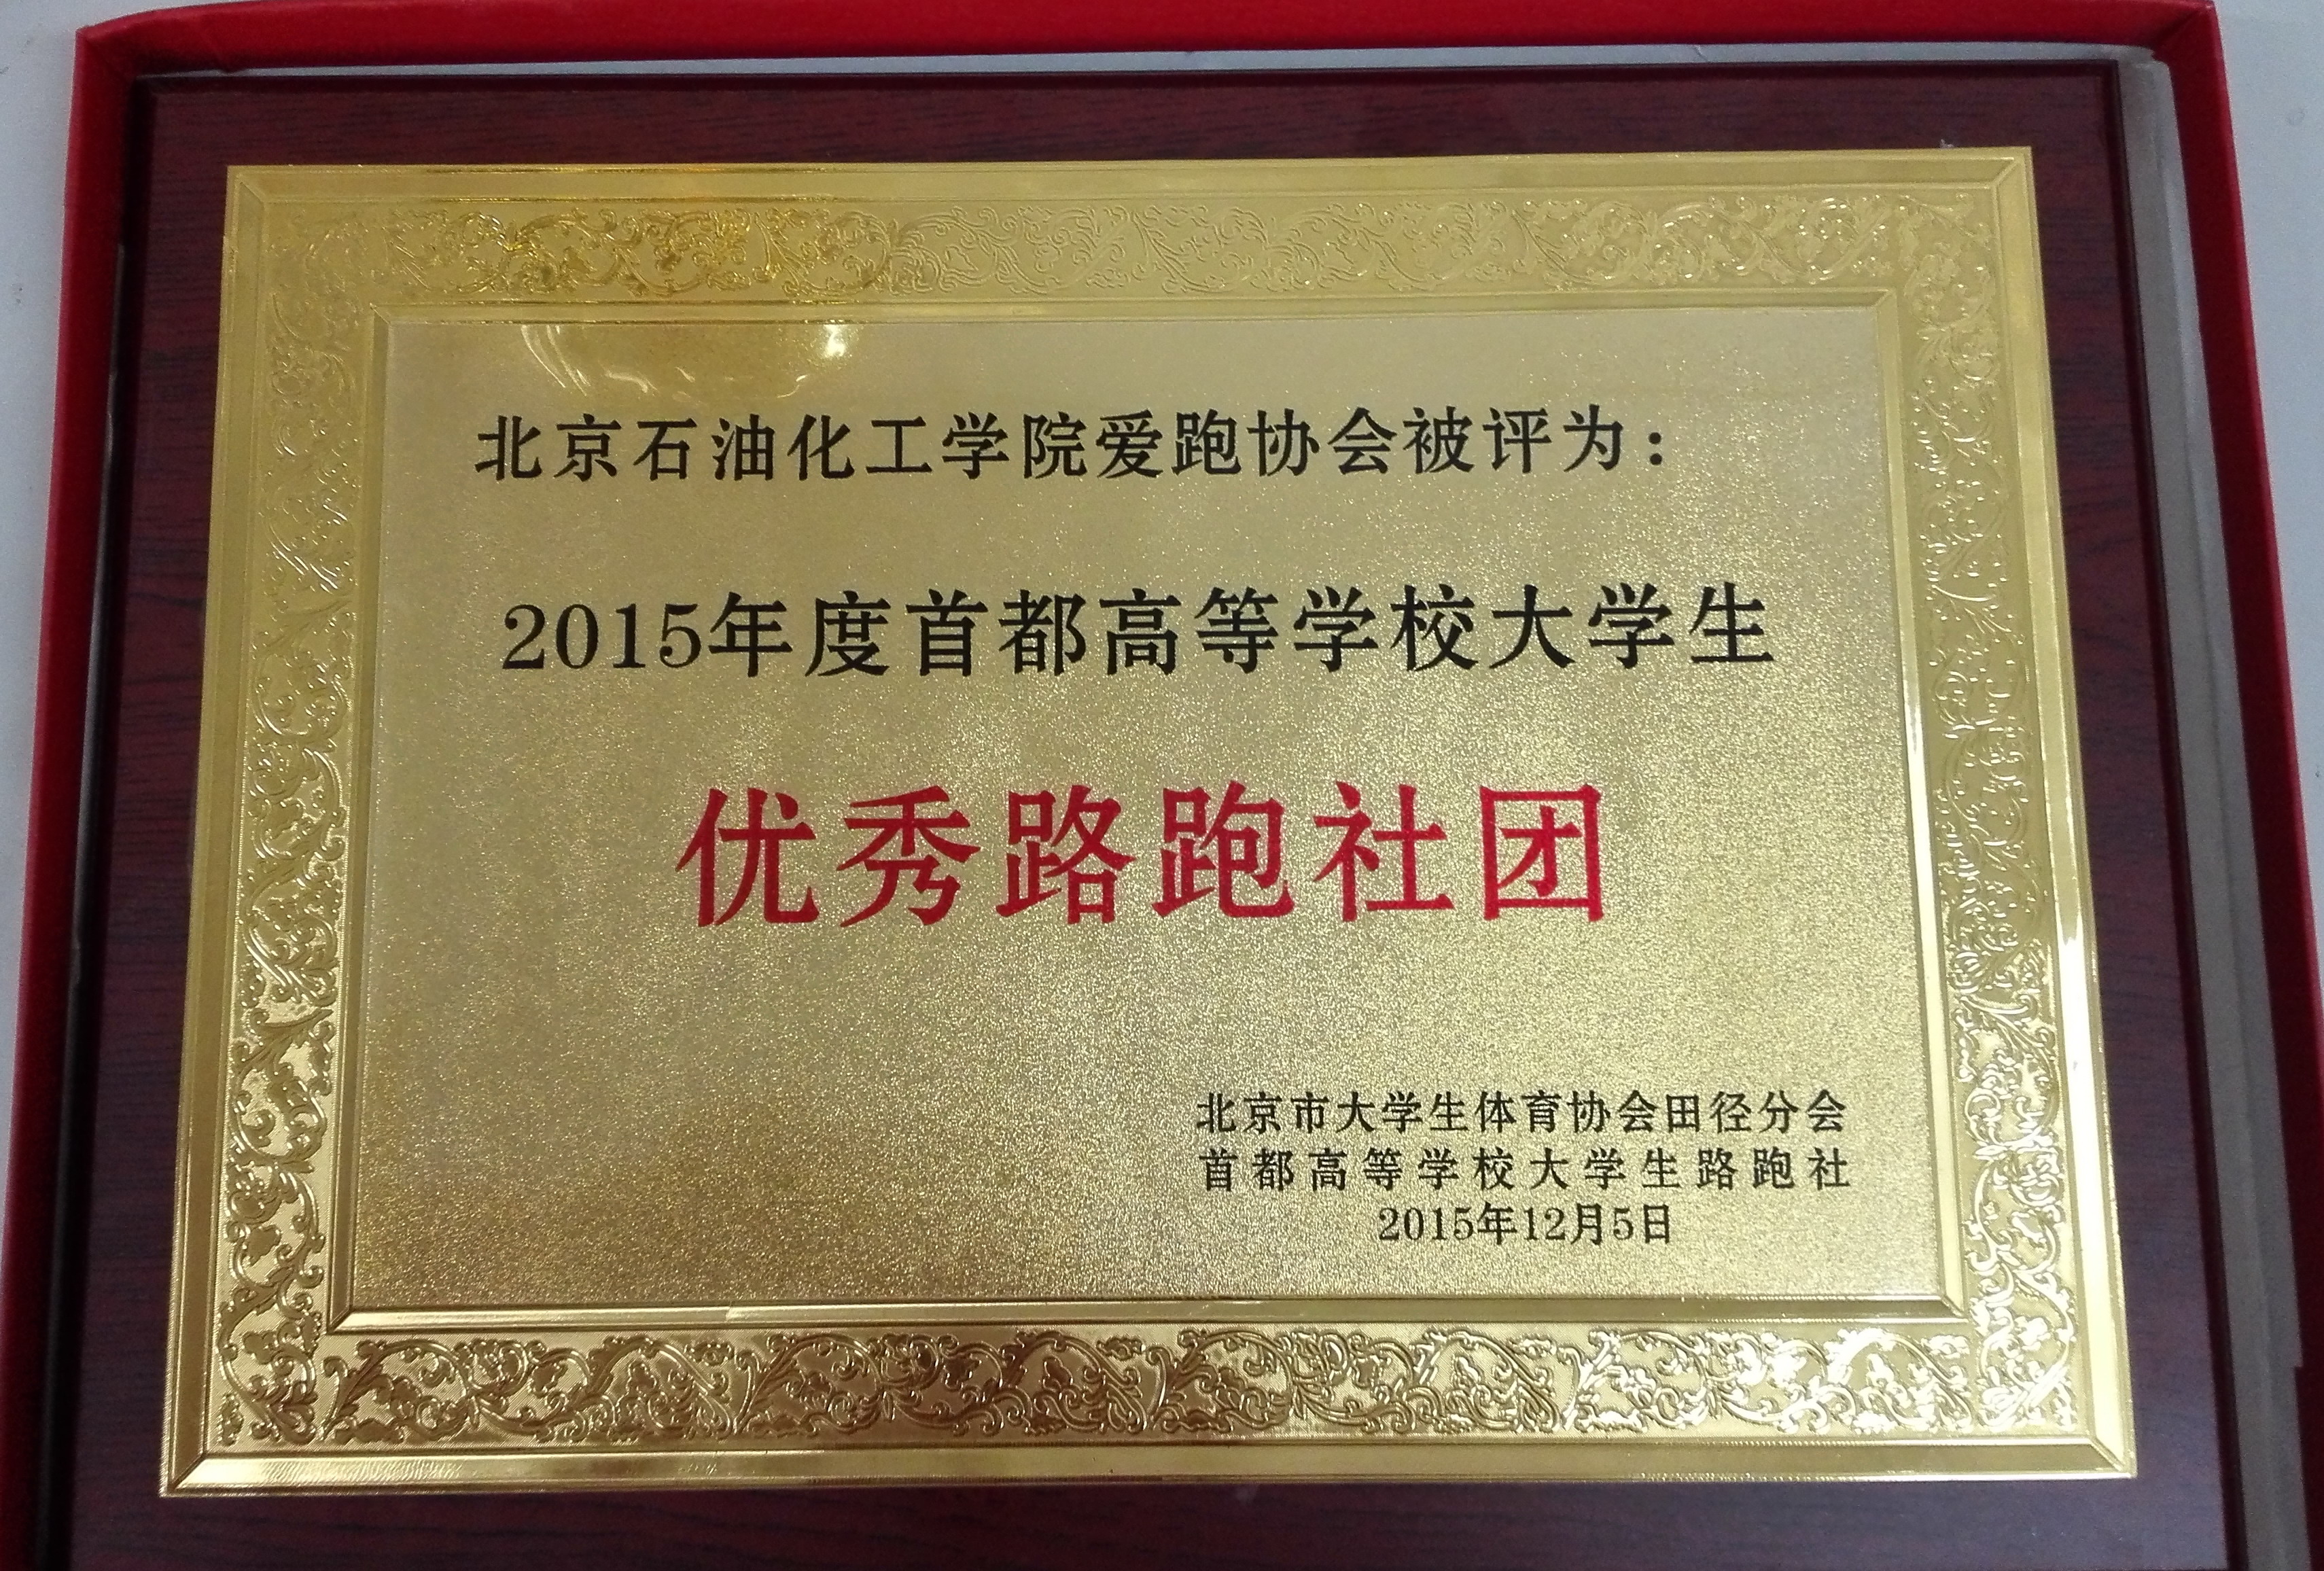 北京石油化工学院爱跑协会被评为：
2015年度首都高等学校大学生
优秀路跑社团
北京市大学生体育协会田径分会
首都高等学校大学生路跑社
2015年12月5日